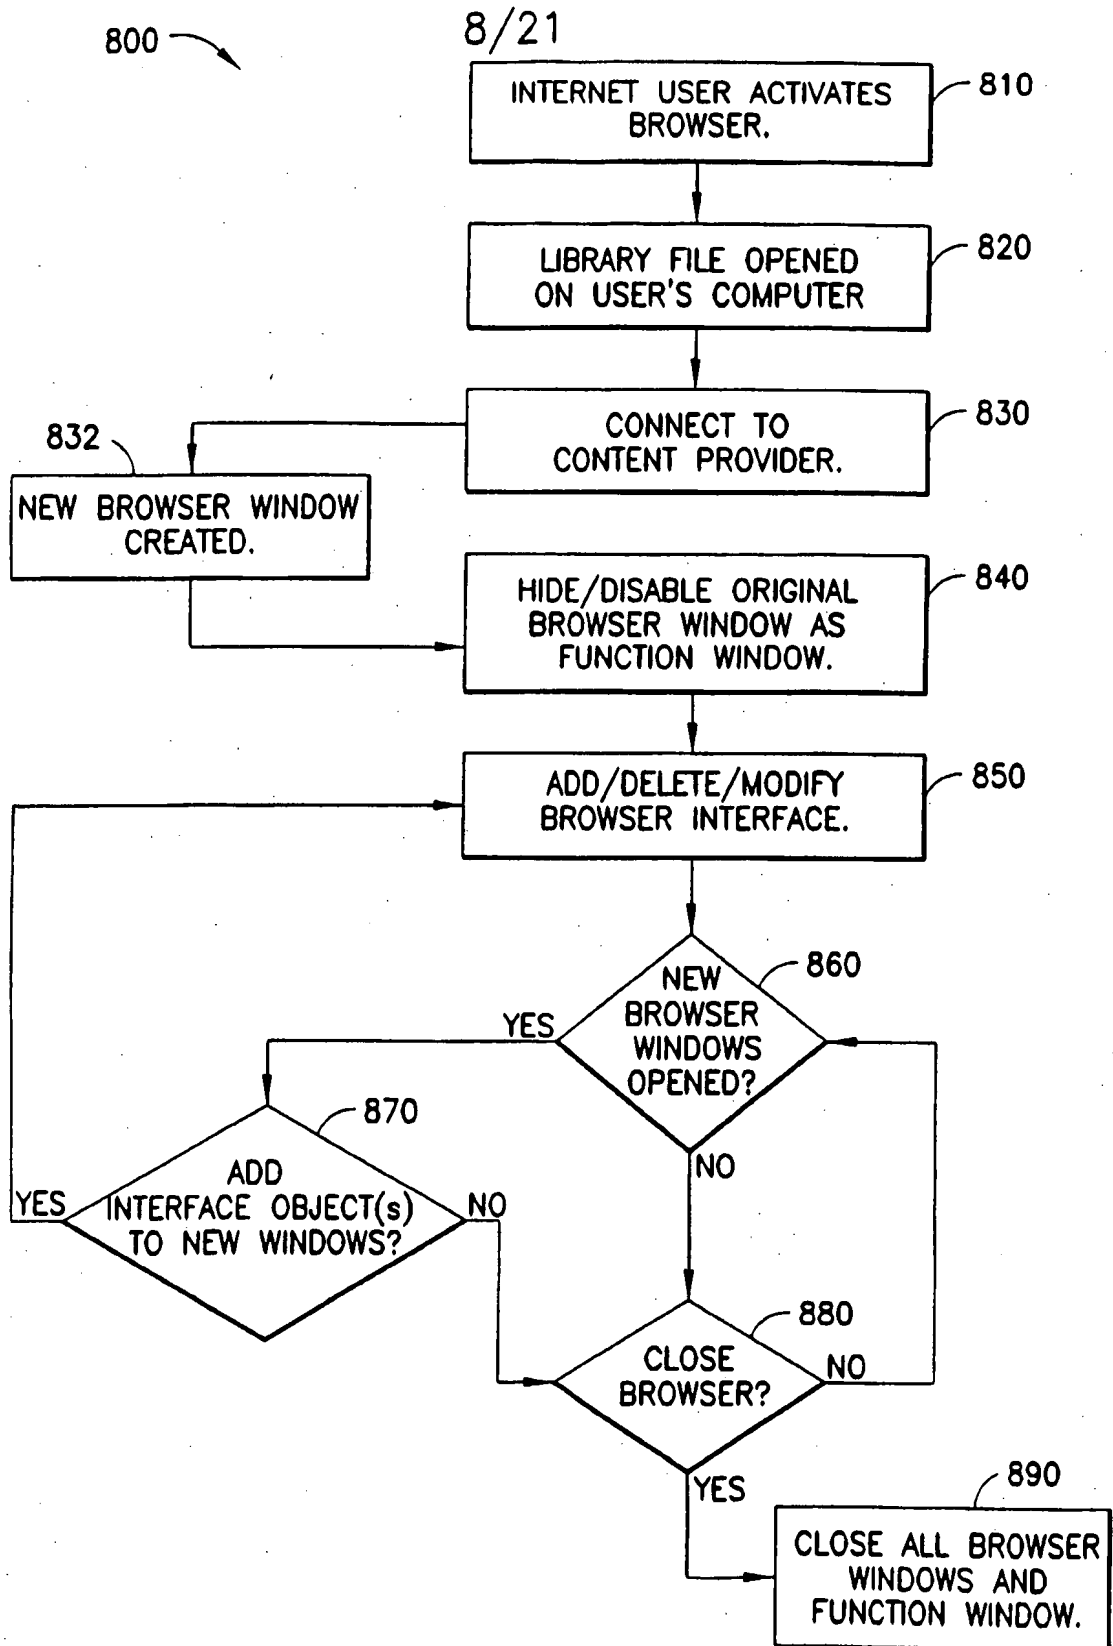 8/21
800
INTERNET USER ACTIVATES
BROWSER.
810
LIBRARY FILE OPENED
ON USER'S COMPUTER
820
CONNECT TO
CONTENT PROVIDER.
830
832
NEW BROWSER WINDOW
CREATED.
HIDE/DISABLE ORIGINAL
BROWSER WINDOW AS
FUNCTION WINDOW.
840
ADD/DELETE/MODIFY
BROWSER INTERFACE.
850
NEW
BROWSER
WINDOWS
OPENED?
860
YES
NO
870
ADD
INTERFACE OBJECT(s)
TO NEW WINDOWS?
YES
NO
880
CLOSE
BROWSER?
NO
YES
890
CLOSE ALL BROWSER
WINDOWS AND
FUNCTION WINDOW.